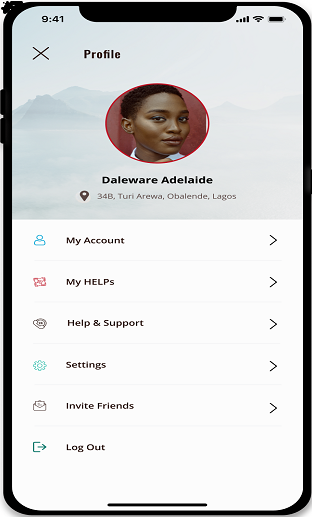 9:41
Profile
Daleware Adelaide
34B, Turi Arewa, Obalende, Lagos
My Account
My HELPs
Help & Support
Settings
Invite Friends
Log Out